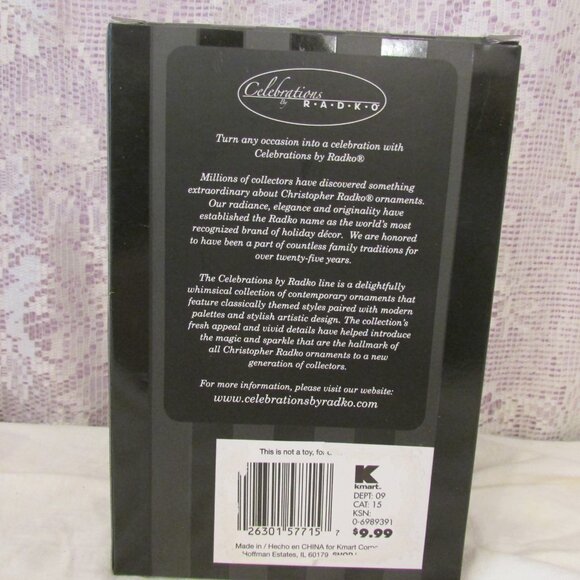 Celebrations
By RADKO
Turn any occasion into a celebration with
Celebrations by Radko®
Millions of collectors have discovered something
extraordinary about Christopher Radko® ornaments.
Our radiance, elegance and originality have
established the Radko name as the world's most
recognized brand of holiday décor. We are honored
to have been a part of countless family traditions for
over twenty-five years.
The Celebrations by Radko line is a delightfully
whimsical collection of contemporary ornaments that
feature classically themed styles paired with modern
palettes and stylish artistic design. The collection's
fresh appeal and vivid details have helped introduce
the magic and sparkle that are the hallmark of
all Christopher Radko ornaments to a new
generation of collectors.
For more information, please visit our website:
www.celebrationsbyradko.com
This is not a toy, for
K
kmart
DEPT: 09
CAT: 15
KSN:
0-6989391
$9.99
26301 57715 7
Made in / Hecho en CHINA for Kmart
Hoffman Estates, IL 60179